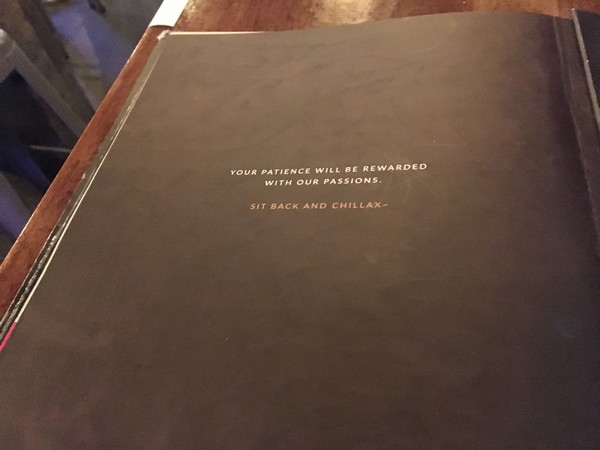 YOUR PATIENCE WILL BE REWARDED
WITH OUR PASSIONS.
SIT BACK AND CHILLAX~